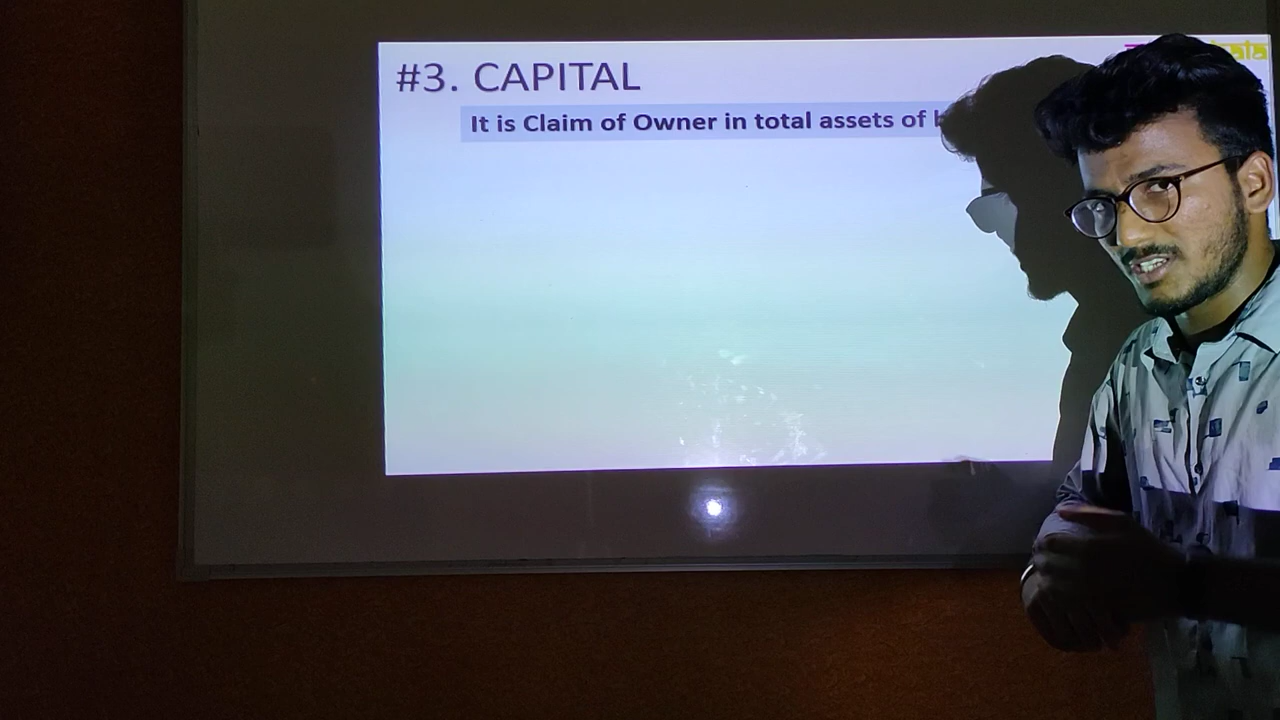 #3. CAPITAL
It is Claim of Owner in total assets of